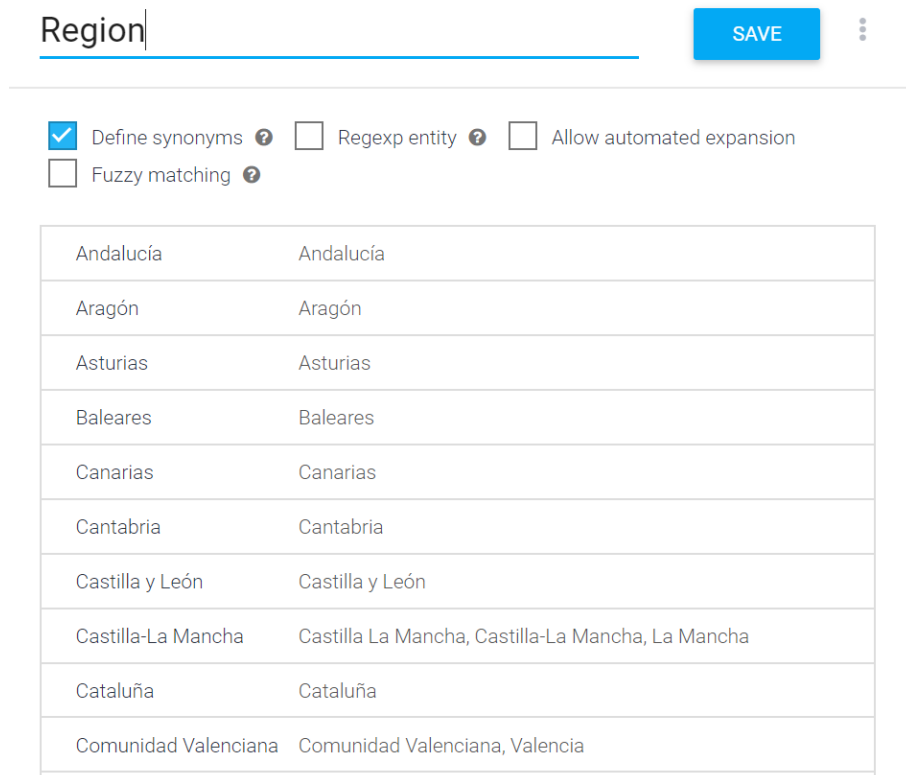 Region
SAVE
Define synonyms ? Regexp entity ? Allow automated expansion
Fuzzy matching ?
Andalucía Andalucía
Aragón Aragón
Asturias Asturias
Baleares Baleares
Canarias Canarias
Cantabria Cantabria
Castilla y León Castilla y León
Castilla-La Mancha Castilla La Mancha, Castilla-La Mancha, La Mancha
Cataluña Cataluña
Comunidad Valenciana Comunidad Valenciana, Valencia